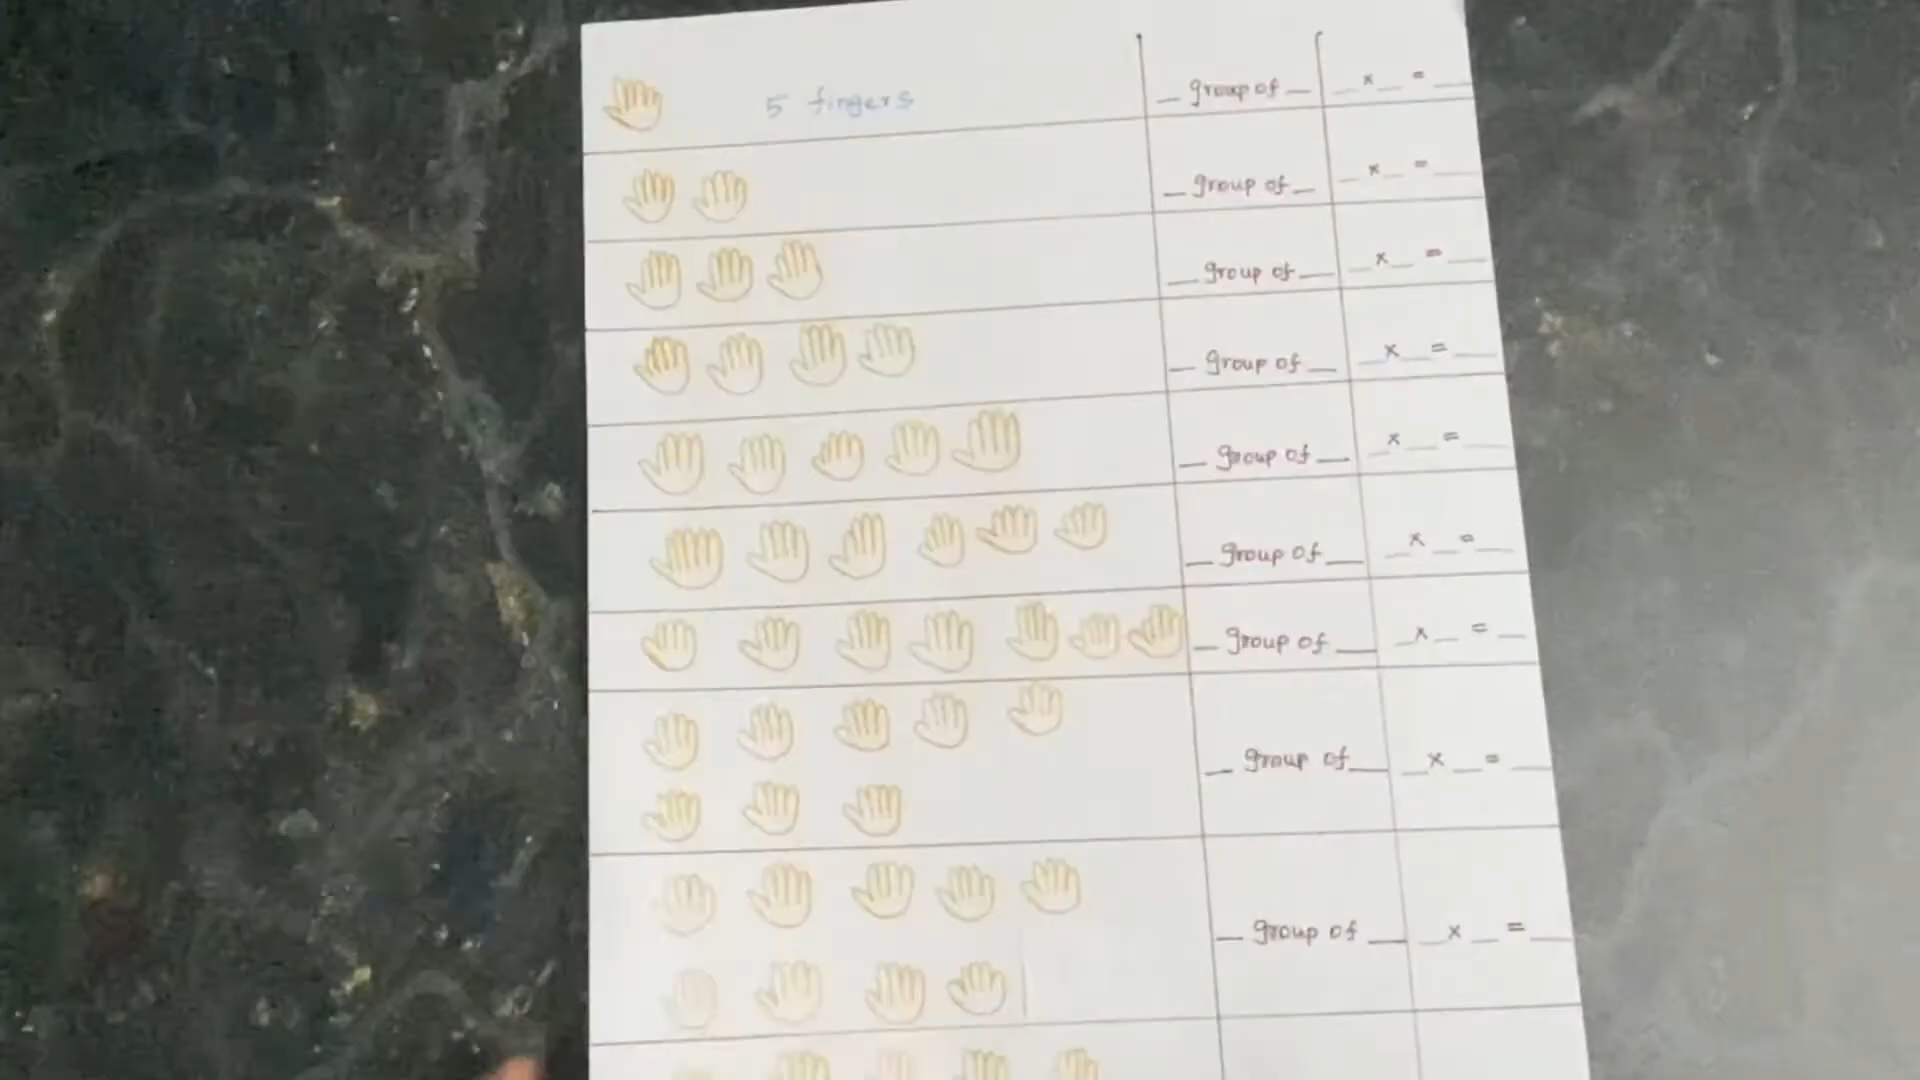 5 fingers __ group of __ __ x __ = __
__ group of __ __ x __ = __
__ group of __ __ x __ = __
__ group of __ __ x __ = __
__ group of __ __ x __ = __
__ group of __ __ x __ = __
__ group of __ __ x __ = __
__ group of __ __ x __ = __
__ group of __ __ x __ = __